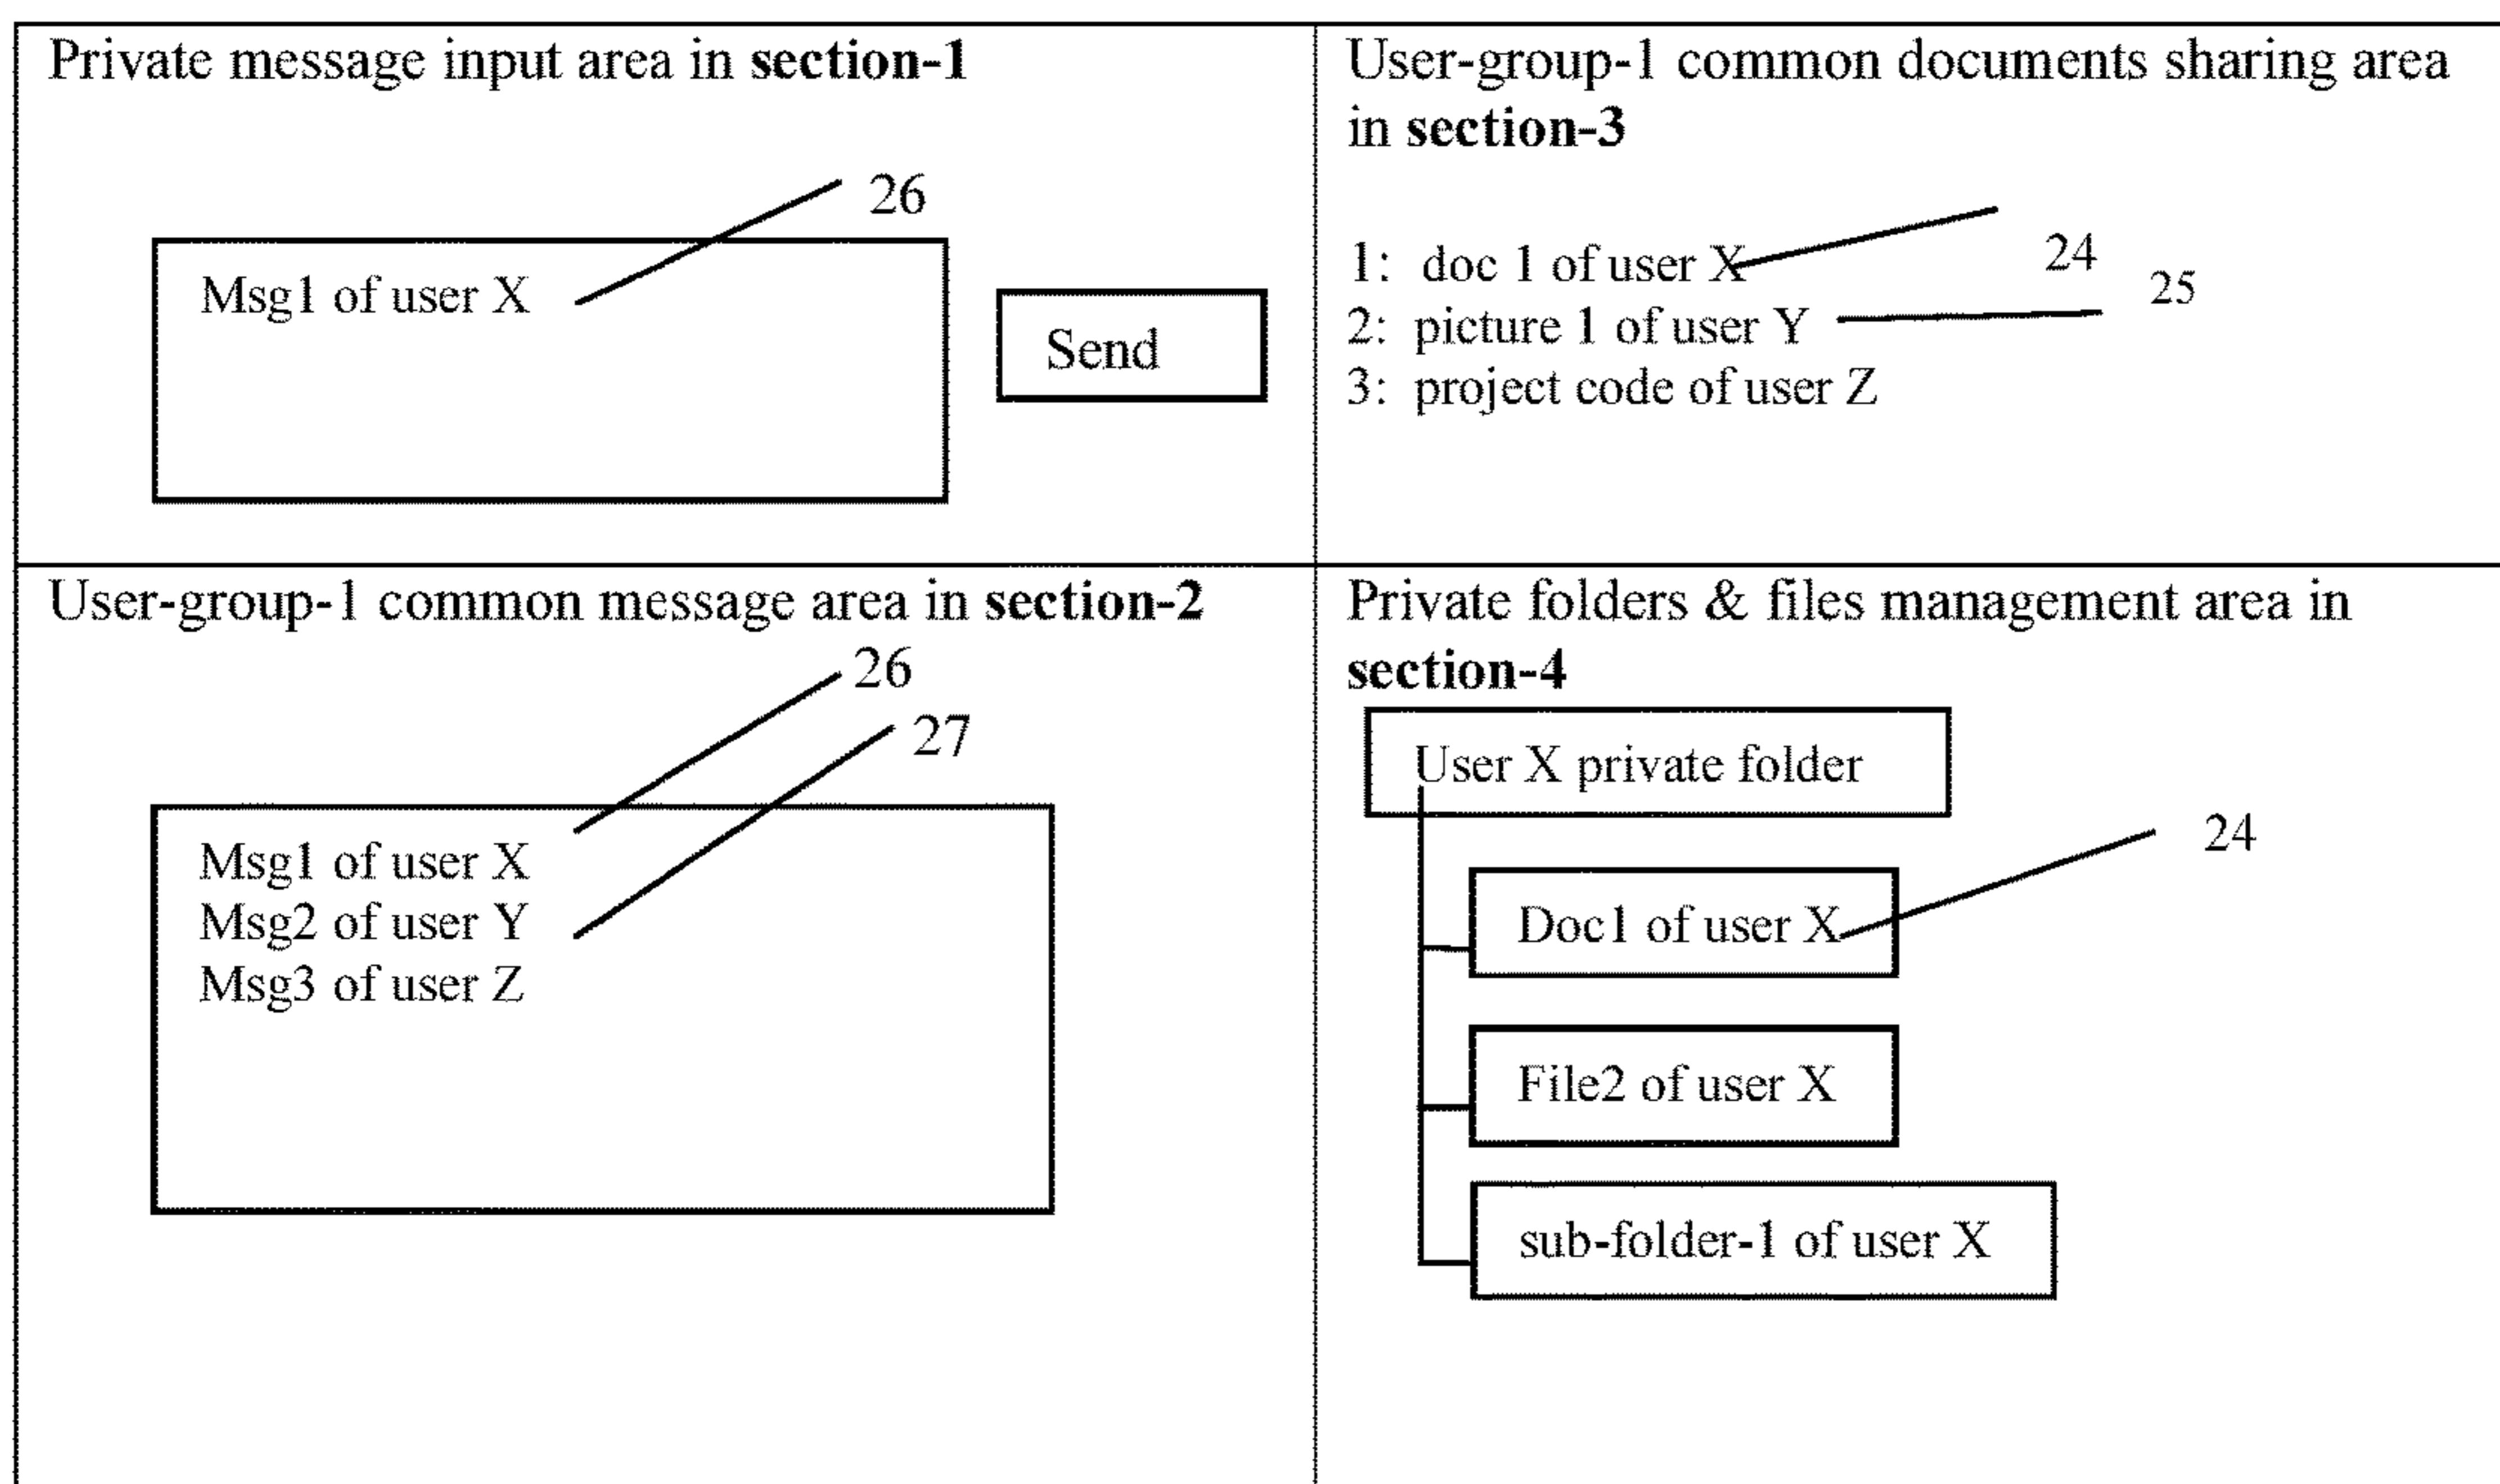 Private message input area in section-1
26
Msg1 of user X
Send
User-group-1 common documents sharing area
in section-3
24
1: doc 1 of user X
25
2: picture 1 of user Y
3: project code of user Z
User-group-1 common message area in section-2
26
27
Msg1 of user X
Msg2 of user Y
Msg3 of user Z
Private folders & files management area in
section-4
User X private folder
24
Doc1 of user X
File2 of user X
sub-folder-1 of user X